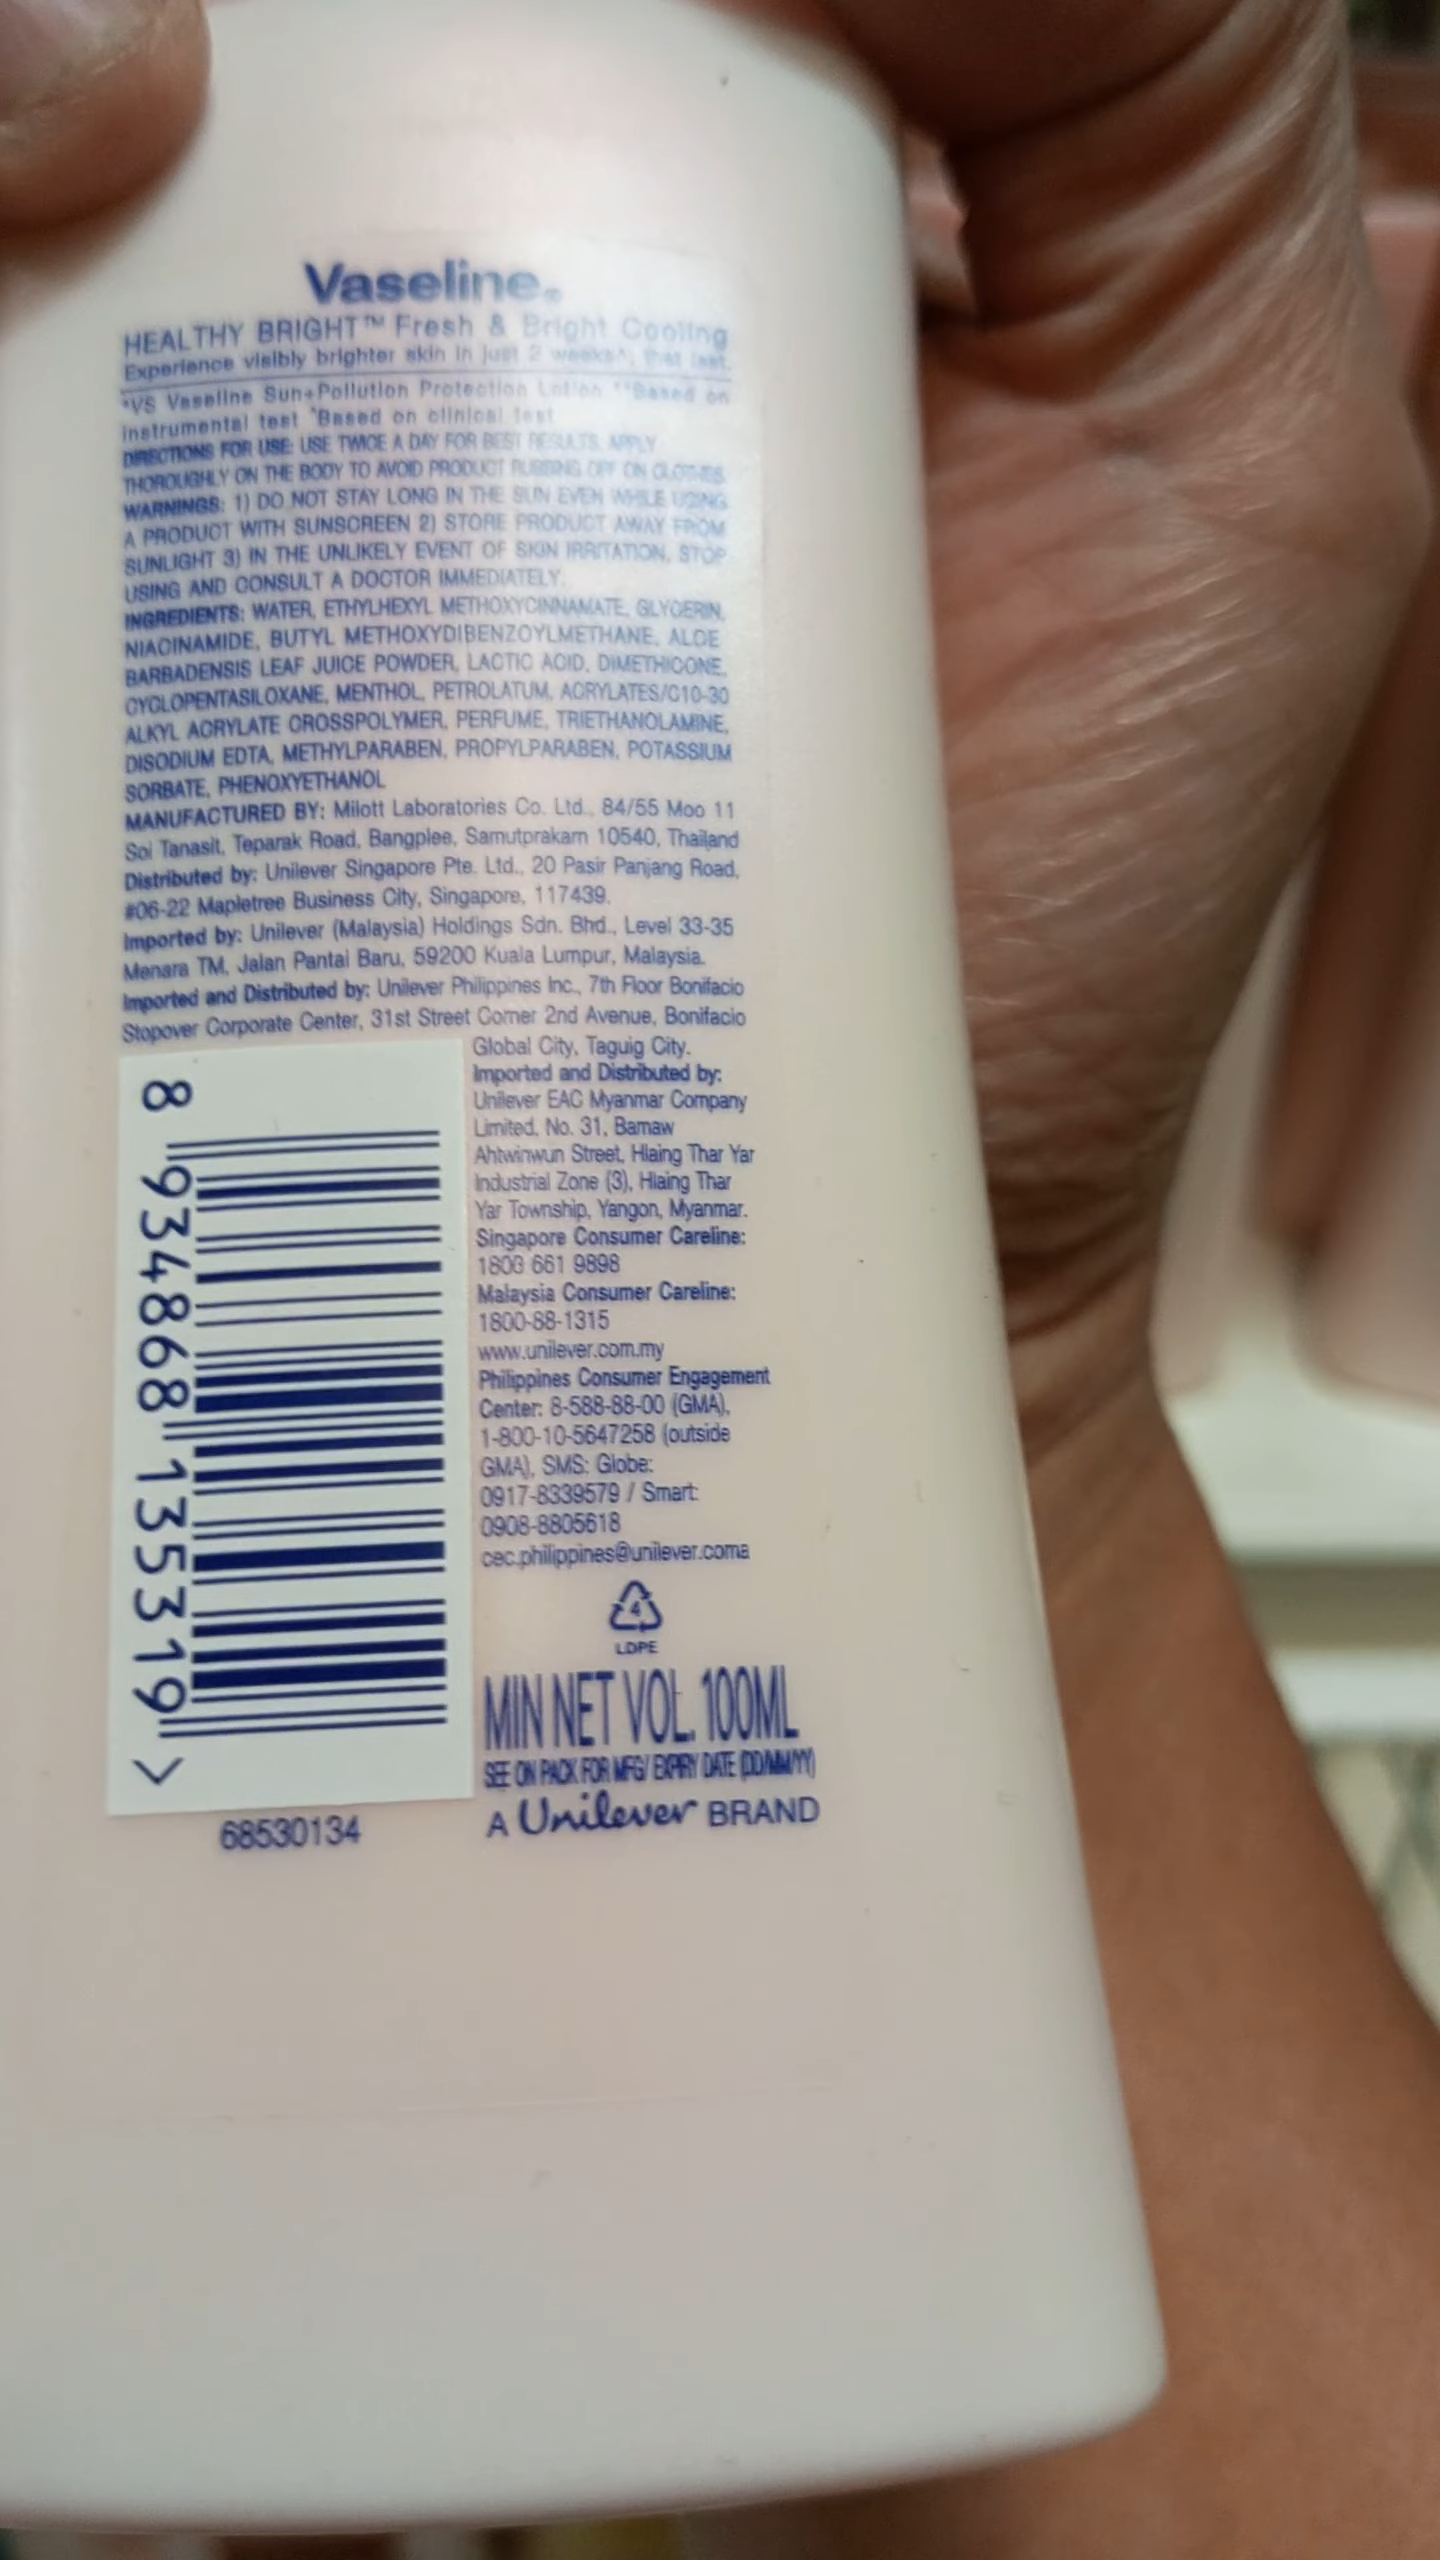 Vaseline®
HEALTHY BRIGHT™ Fresh & Bright Cooling
Experience visibly brighter skin in just 2 weeks^, that last.
*VS Vaseline Sun+Pollution Protection Lotion **Based on
instrumental test ^Based on clinical test
DIRECTIONS FOR USE: USE TWICE A DAY FOR BEST RESULTS. APPLY
THOROUGHLY ON THE BODY TO AVOID PRODUCT RUBBING OFF ON CLOTHES.
WARNINGS: 1) DO NOT STAY LONG IN THE SUN EVEN WHILE USING
A PRODUCT WITH SUNSCREEN 2) STORE PRODUCT AWAY FROM
SUNLIGHT 3) IN THE UNLIKELY EVENT OF SKIN IRRITATION, STOP
USING AND CONSULT A DOCTOR IMMEDIATELY.
INGREDIENTS: WATER, ETHYLHEXYL METHOXYCINNAMATE, GLYCERIN,
NIACINAMIDE, BUTYL METHOXYDIBENZOYLMETHANE, ALOE
BARBADENSIS LEAF JUICE POWDER, LACTIC ACID, DIMETHICONE,
CYCLOPENTASILOXANE, MENTHOL, PETROLATUM, ACRYLATES/C10-30
ALKYL ACRYLATE CROSSPOLYMER, PERFUME, TRIETHANOLAMINE,
DISODIUM EDTA, METHYLPARABEN, PROPYLPARABEN, POTASSIUM
SORBATE, PHENOXYETHANOL
MANUFACTURED BY: Milott Laboratories Co. Ltd., 84/55 Moo 11
Soi Tanasit, Teparak Road, Bangplee, Samutprakarn 10540, Thailand
Distributed by: Unilever Singapore Pte. Ltd., 20 Pasir Panjang Road,
#06-22 Mapletree Business City, Singapore, 117439.
Imported by: Unilever (Malaysia) Holdings Sdn. Bhd., Level 33-35
Menara TM, Jalan Pantai Baru, 59200 Kuala Lumpur, Malaysia.
Imported and Distributed by: Unilever Philippines Inc., 7th Floor Bonifacio
Stopover Corporate Center, 31st Street Corner 2nd Avenue, Bonifacio
Global City, Taguig City.
Imported and Distributed by:
Unilever EAC Myanmar Company
Limited. No. 31, Bamaw
Ahtwinwun Street, Hlaing Thar Yar
Industrial Zone (3), Hlaing Thar
Yar Township, Yangon, Myanmar.
Singapore Consumer Careline:
1800 661 9898
Malaysia Consumer Careline:
1800-88-1315
www.unilever.com.my
Philippines Consumer Engagement
Center: 8-588-88-00 (GMA),
1-800-10-5647258 (outside
GMA), SMS: Globe:
0917-8339579 / Smart:
0908-8805618
cec.philippines@unilever.coma
4
LDPE
MIN NET VOL. 100ML
SEE ON PACK FOR MFG/ EXPIRY DATE (DD/MM/YY)
A Unilever BRAND
8 934868 135319 >
68530134